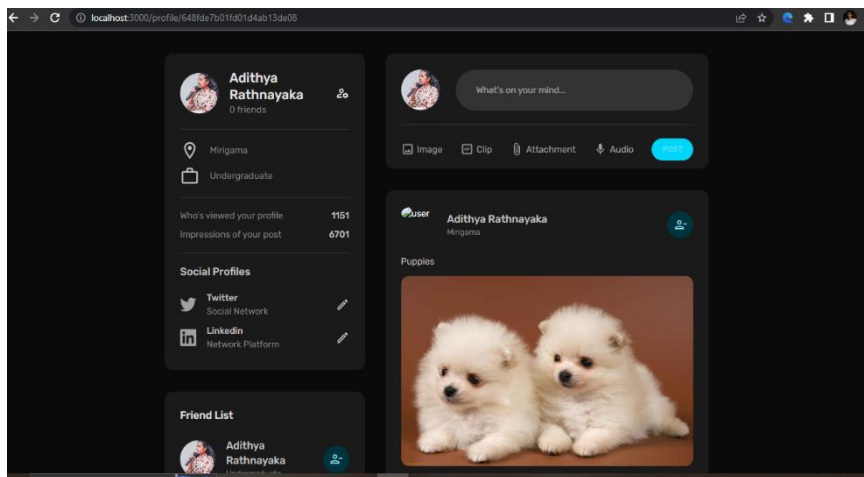 localhost:3000/profile/648fde7b01fd01d4ab13de08
Adithya
Rathnayaka
0 friends
Mirigama
Undergraduate
Who's viewed your profile 1151
Impressions of your post 6701
Social Profiles
Twitter
Social Network
Linkedin
Network Platform
Friend List
Adithya
Rathnayaka
Undergraduate
What's on your mind...
Image Clip Attachment Audio POST
user
Adithya Rathnayaka
Mirigama
Puppies